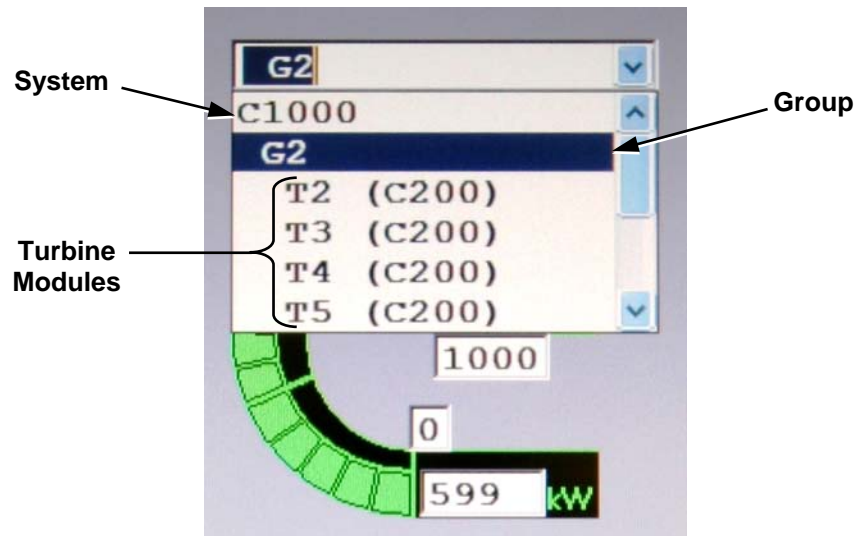 G2
System
C1000
Group
G2
T2 (C200)
T3 (C200)
Turbine
Modules
T4 (C200)
T5 (C200)
1000
0
599 kW